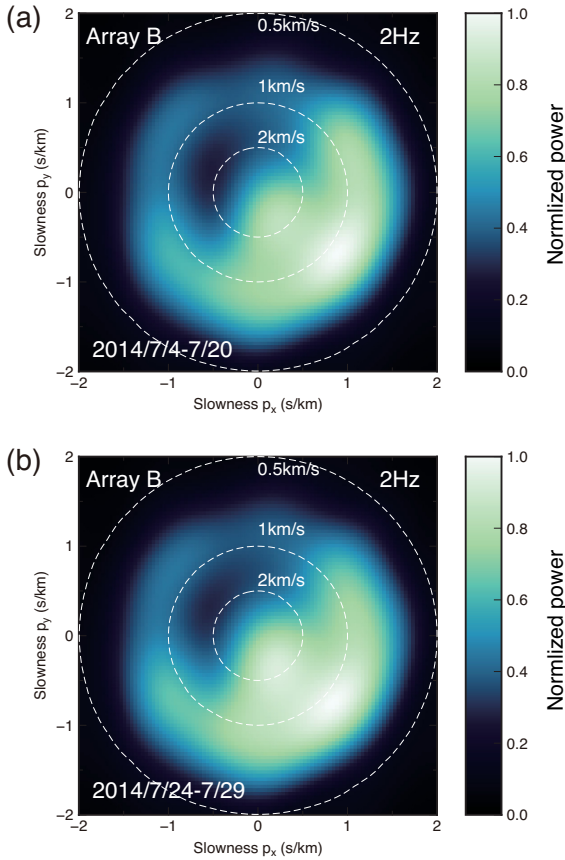 (a)
Array B
0.5km/s
2Hz
1km/s
2km/s
2014/7/4-7/20
2
1
0
−1
−2
Slowness p_y (s/km)
−2 −1 0 1 2
Slowness p_x (s/km)
1.0
0.8
0.6
0.4
0.2
0.0
Normlized power
(b)
Array B
0.5km/s
2Hz
1km/s
2km/s
2014/7/24-7/29
2
1
0
−1
−2
Slowness p_y (s/km)
−2 −1 0 1 2
Slowness p_x (s/km)
1.0
0.8
0.6
0.4
0.2
0.0
Normlized power